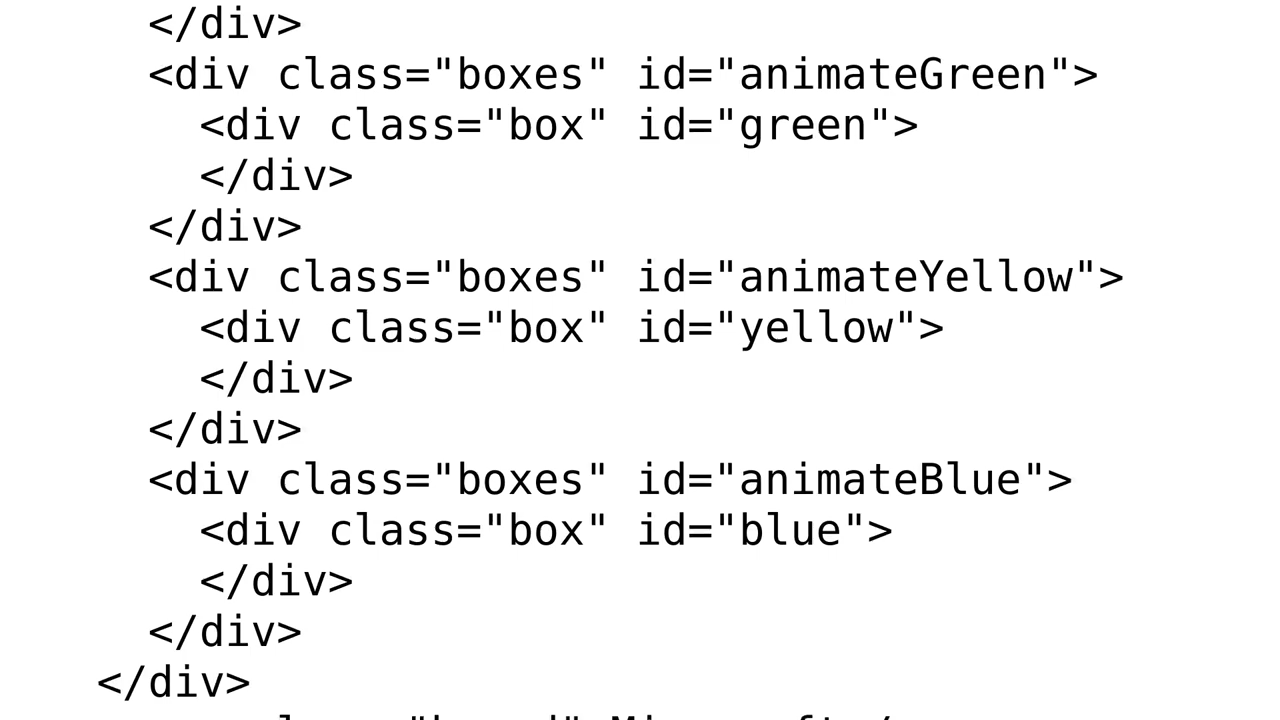 </div>
<div class="boxes" id="animateGreen">
<div class="box" id="green">
</div>
</div>
<div class="boxes" id="animateYellow">
<div class="box" id="yellow">
</div>
</div>
<div class="boxes" id="animateBlue">
<div class="box" id="blue">
</div>
</div>
</div>